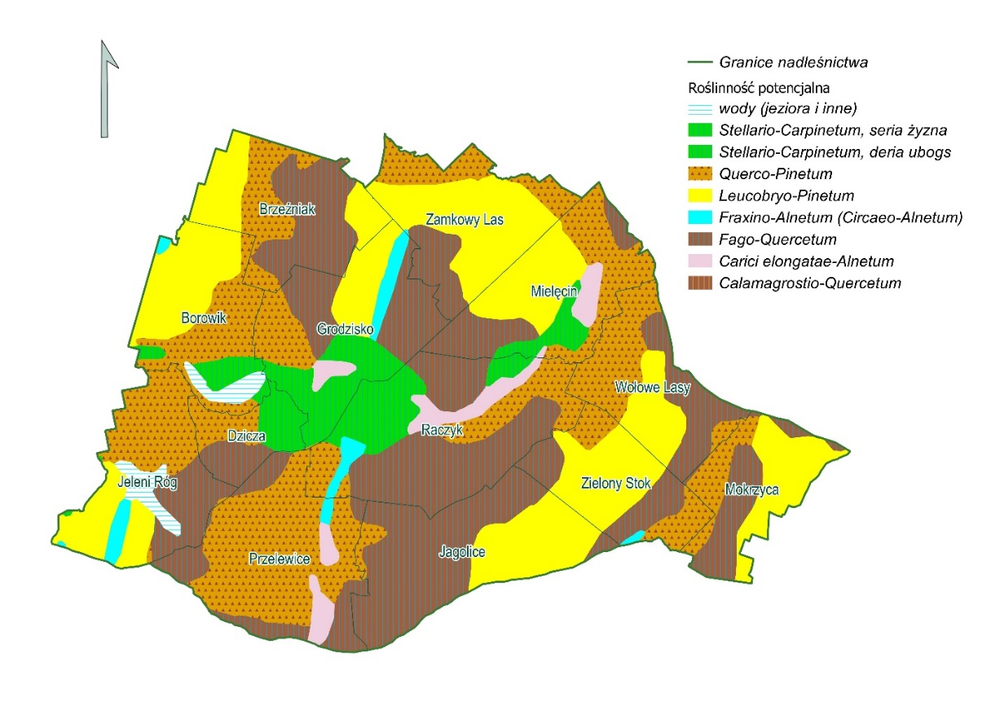 Granice nadleśnictwa
Roślinność potencjalna
wody (jeziora i inne)
Stellario-Carpinetum, seria żyzna
Stellario-Carpinetum, deria ubogs
Querco-Pinetum
Leucobryo-Pinetum
Fraxino-Alnetum (Circaeo-Alnetum)
Fago-Quercetum
Carici elongatae-Alnetum
Calamagrostio-Quercetum
Brzeźniak
Zamkowy Las
Mielęcin
Borowik
Grodzisko
Wołowe Lasy
Raczyk
Dzicza
Jeleni Róg
Zielony Stok
Mokrzyca
Jagolice
Przelewice